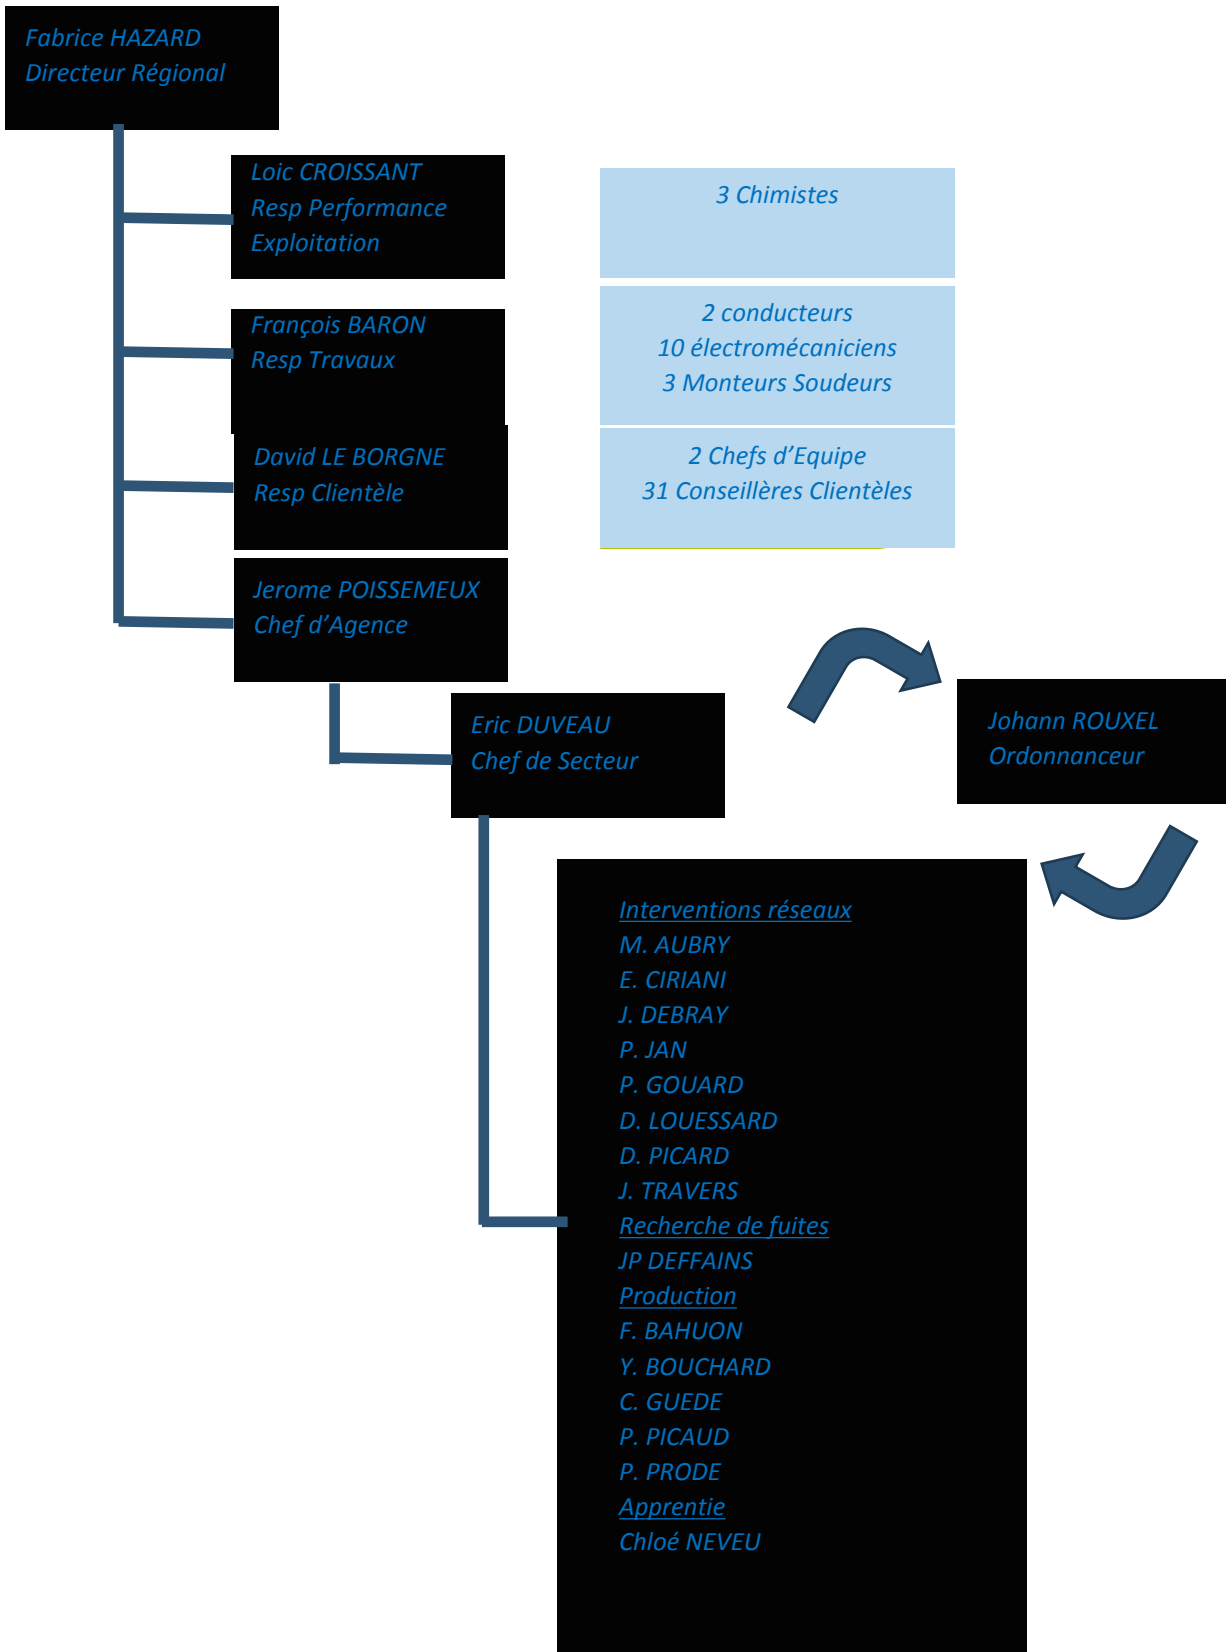 Fabrice HAZARD
Directeur Régional
Loic CROISSANT
Resp Performance
Exploitation
3 Chimistes
François BARON
Resp Travaux
2 conducteurs
10 électromécaniciens
3 Monteurs Soudeurs
David LE BORGNE
Resp Clientèle
2 Chefs d’Equipe
31 Conseillères Clientèles
Jerome POISSEMEUX
Chef d’Agence
Eric DUVEAU
Chef de Secteur
Johann ROUXEL
Ordonnanceur
Interventions réseaux
M. AUBRY
E. CIRIANI
J. DEBRAY
P. JAN
P. GOUARD
D. LOUESSARD
D. PICARD
J. TRAVERS
Recherche de fuites
JP DEFFAINS
Production
F. BAHUON
Y. BOUCHARD
C. GUEDE
P. PICAUD
P. PRODE
Apprentie
Chloé NEVEU